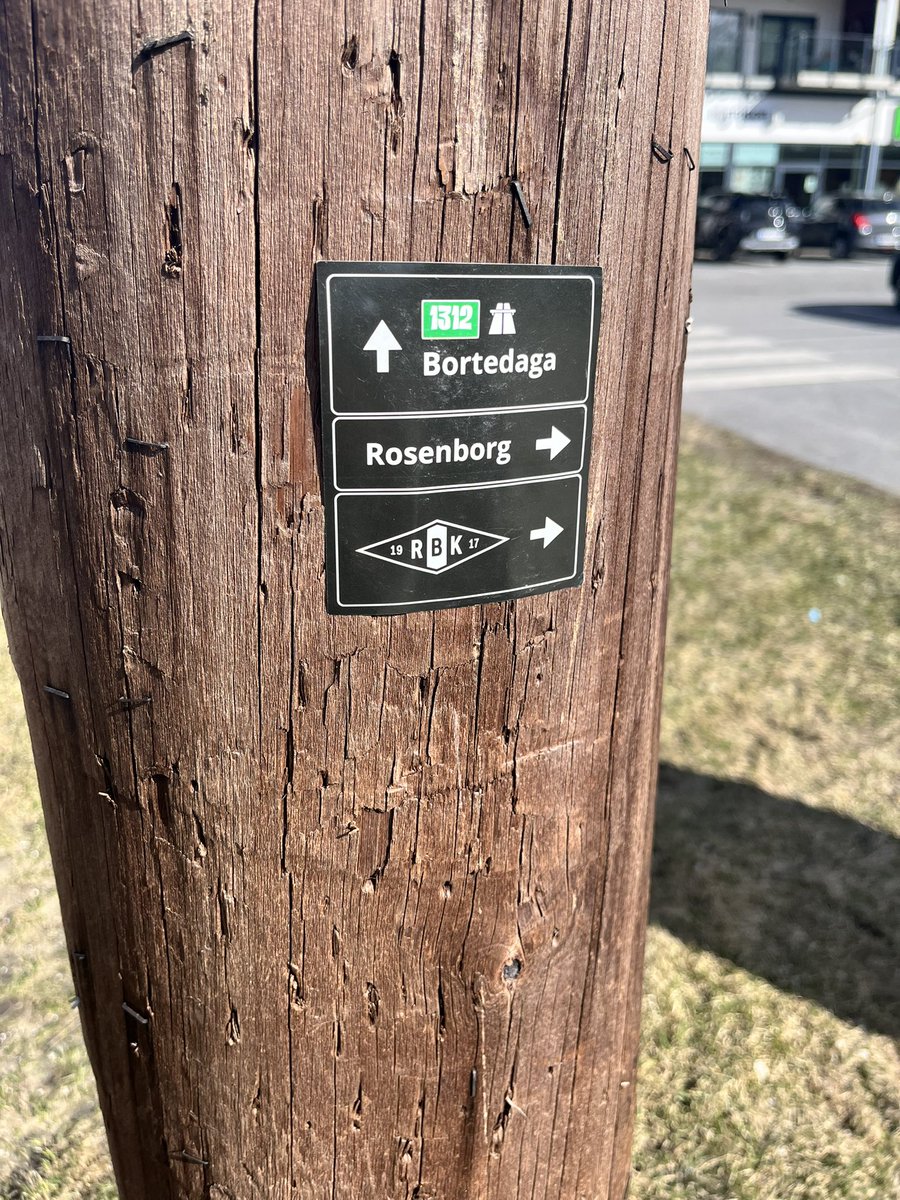 1312
Bortedaga
Rosenborg
19 RBK 17